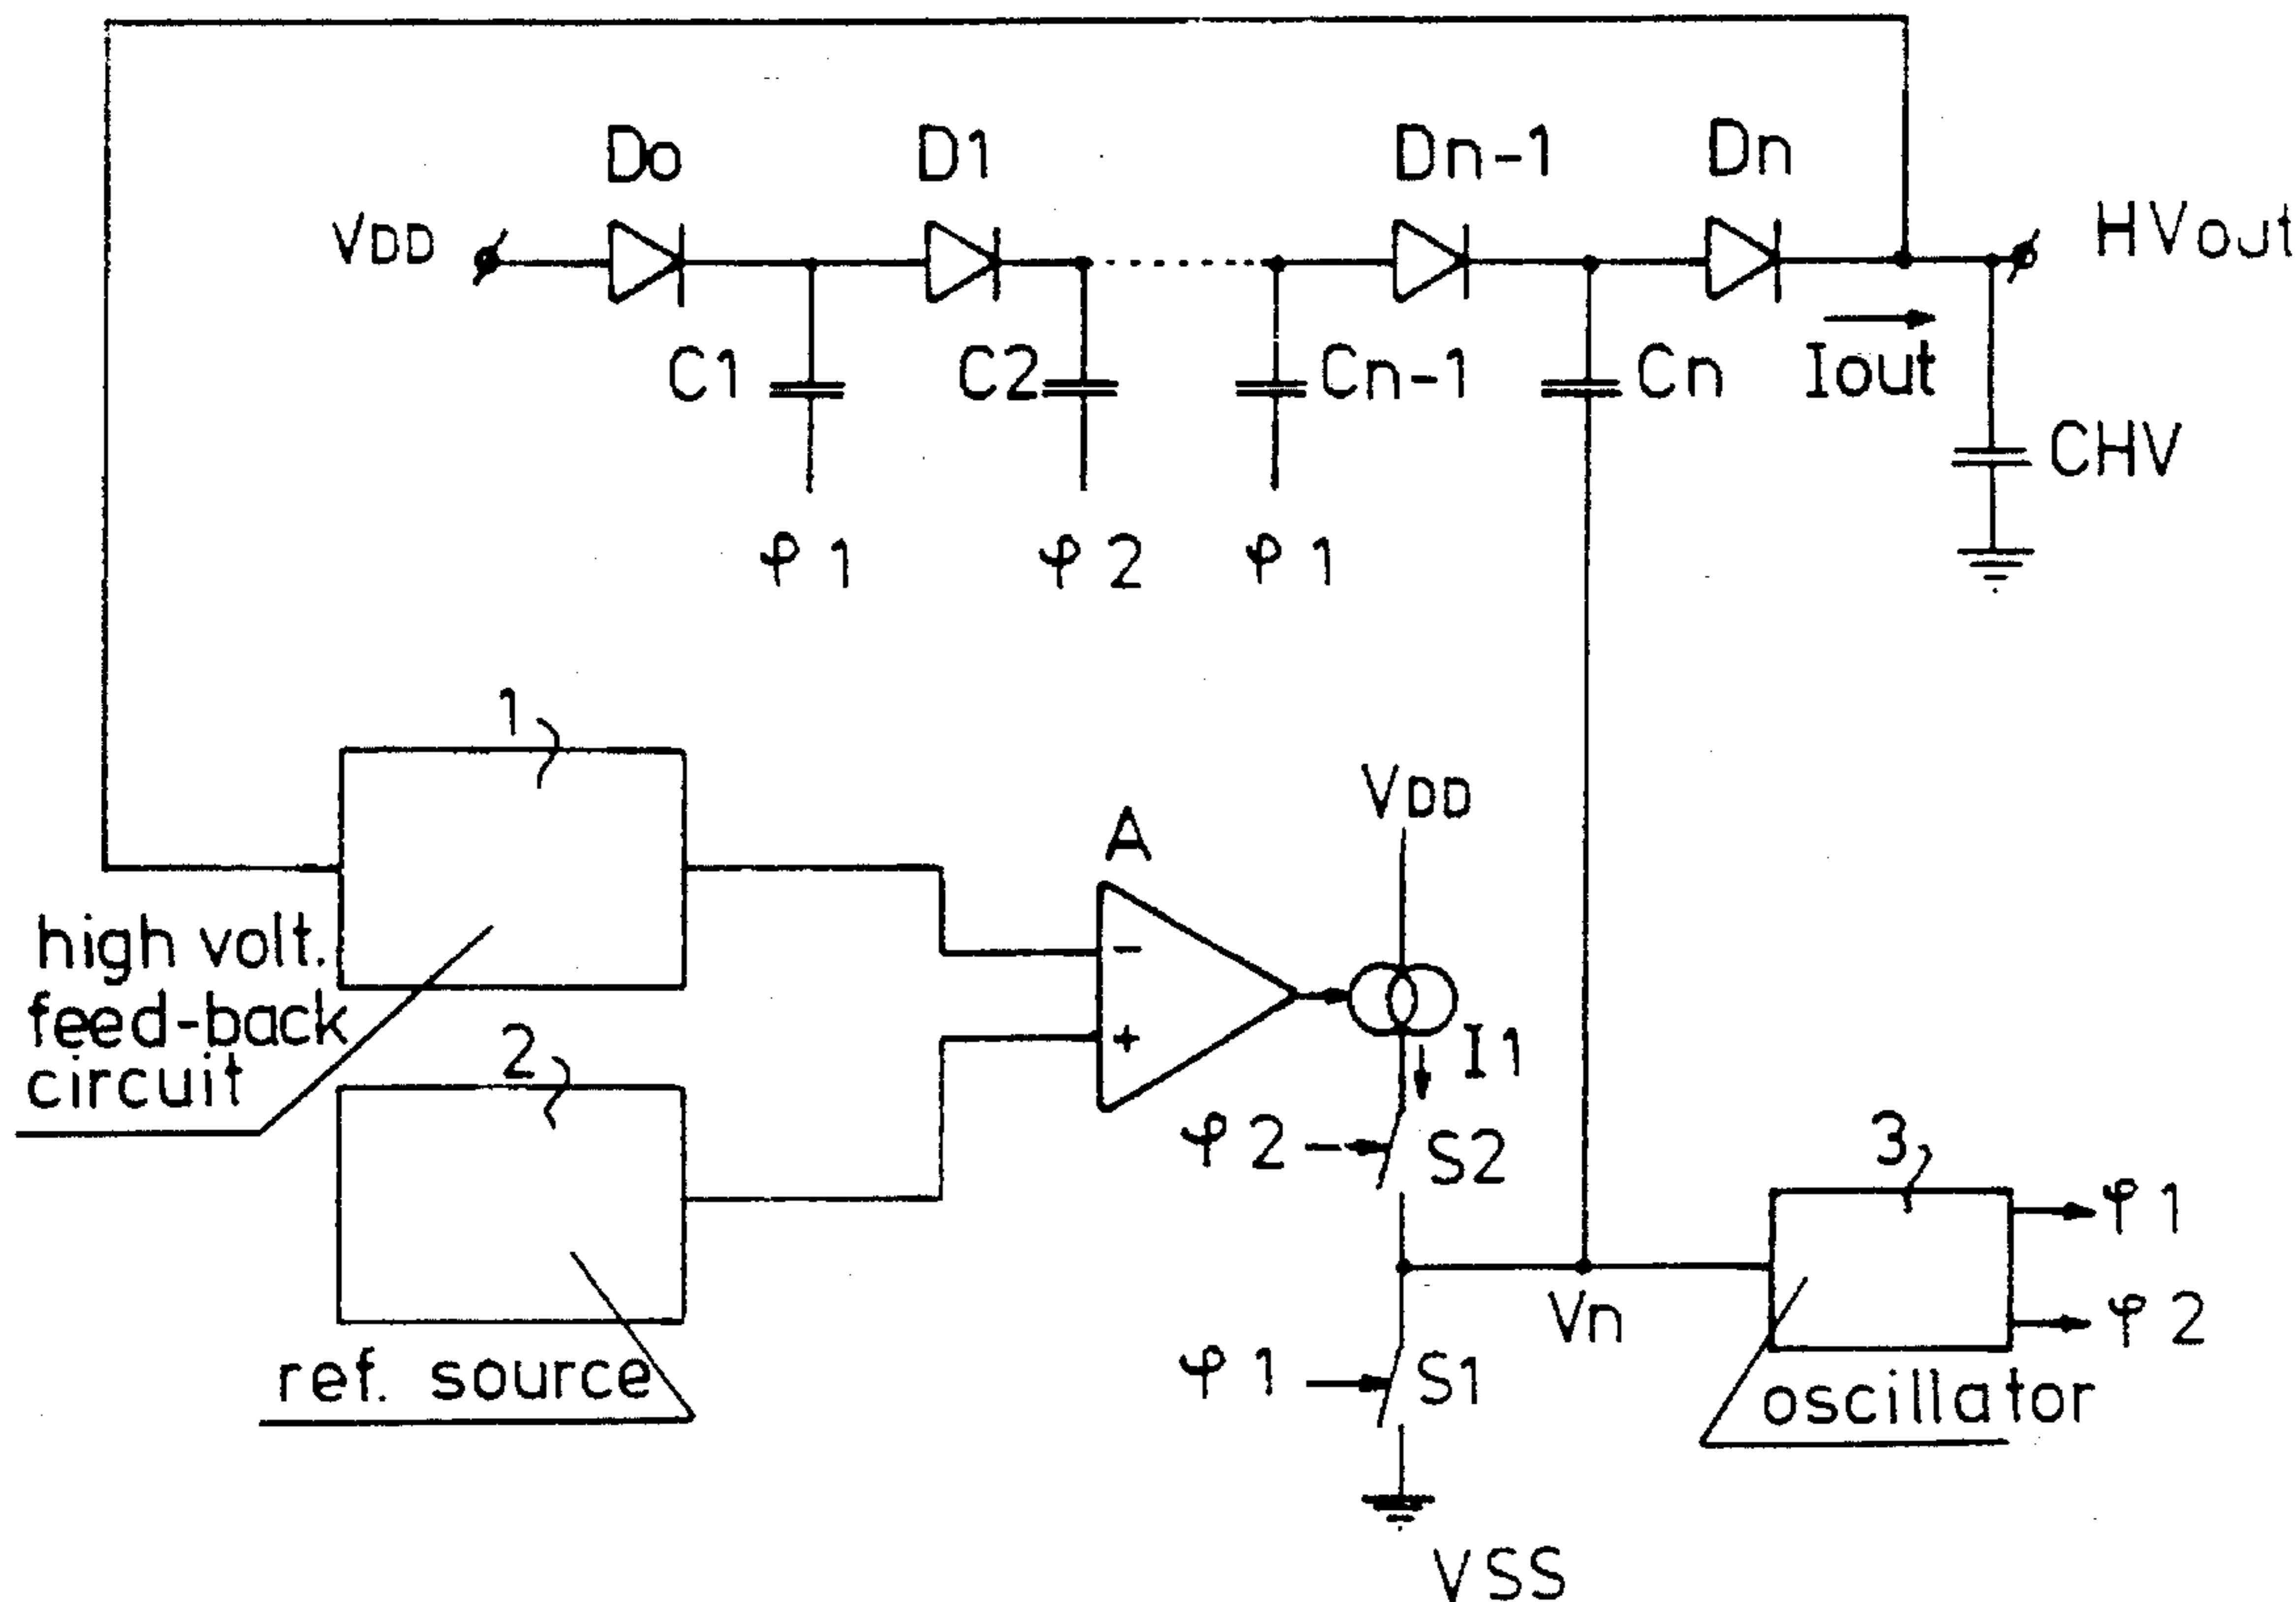 Do D1 Dn-1 Dn
VDD HVout
C1 C2 Cn-1 Cn Iout
CHV
φ1 φ2 φ1
1
VDD
A
high volt.
feed-back
circuit
−
+
2
I1
φ2 S2
3
φ1
φ2
Vn
ref. source
φ1 S1
oscillator
VSS